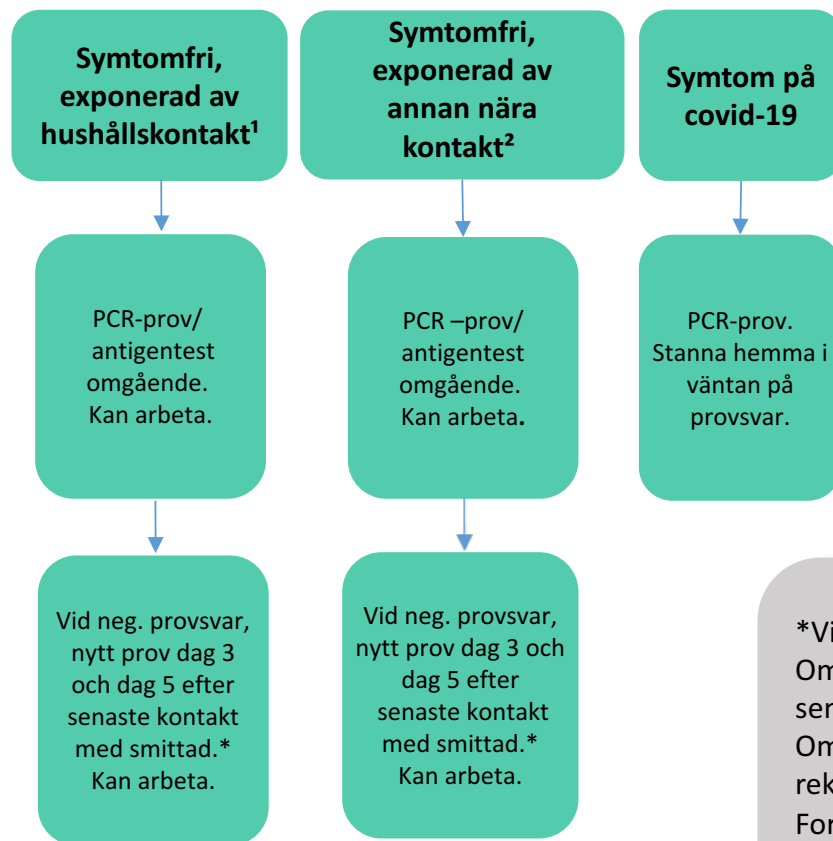 Symtomfri,
exponerad av
hushållskontakt¹
Symtomfri,
exponerad av
annan nära
kontakt²
Symtom på
covid-19
PCR-prov/
antigentest
omgående.
Kan arbeta.
PCR –prov/
antigentest
omgående.
Kan arbeta.
PCR-prov.
Stanna hemma i
väntan på
provsvar.
Vid neg. provsvar,
nytt prov dag 3
och dag 5 efter
senaste kontakt
med smittad.*
Kan arbeta.
Vid neg. provsvar,
nytt prov dag 3 och
dag 5 efter
senaste kontakt
med smittad.*
Kan arbeta.